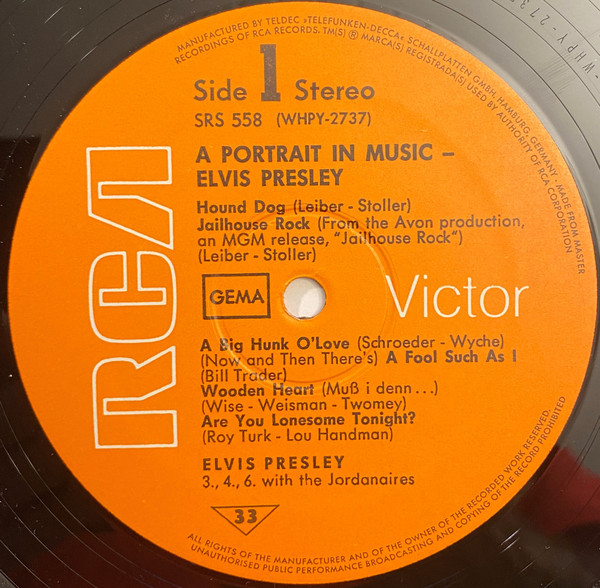 MANUFACTURED BY TELDEC »TELEFUNKEN-DECCA« SCHALLPLATTEN GMBH, HAMBURG, GERMANY · MADE FROM MASTER
RECORDINGS OF RCA RECORDS. TM(S) ® MARCA(S) REGISTRADA(S) USED BY AUTHORITY OF RCA CORPORATION
Side 1 Stereo
SRS 558 (WHPY-2737)
A PORTRAIT IN MUSIC –
ELVIS PRESLEY
Hound Dog (Leiber - Stoller)
Jailhouse Rock (From the Avon production,
an MGM release, "Jailhouse Rock")
(Leiber - Stoller)
RCA
GEMA
Victor
A Big Hunk O'Love (Schroeder - Wyche)
(Now and Then There's) A Fool Such As I
(Bill Trader)
Wooden Heart (Muß i denn ...)
(Wise - Weisman - Twomey)
Are You Lonesome Tonight?
(Roy Turk - Lou Handman)
ELVIS PRESLEY
3., 4., 6. with the Jordanaires
33
ALL RIGHTS OF THE MANUFACTURER AND OF THE OWNER OF THE RECORDED WORK RESERVED.
UNAUTHORISED PUBLIC PERFORMANCE BROADCASTING AND COPYING OF THE RECORD PROHIBITED